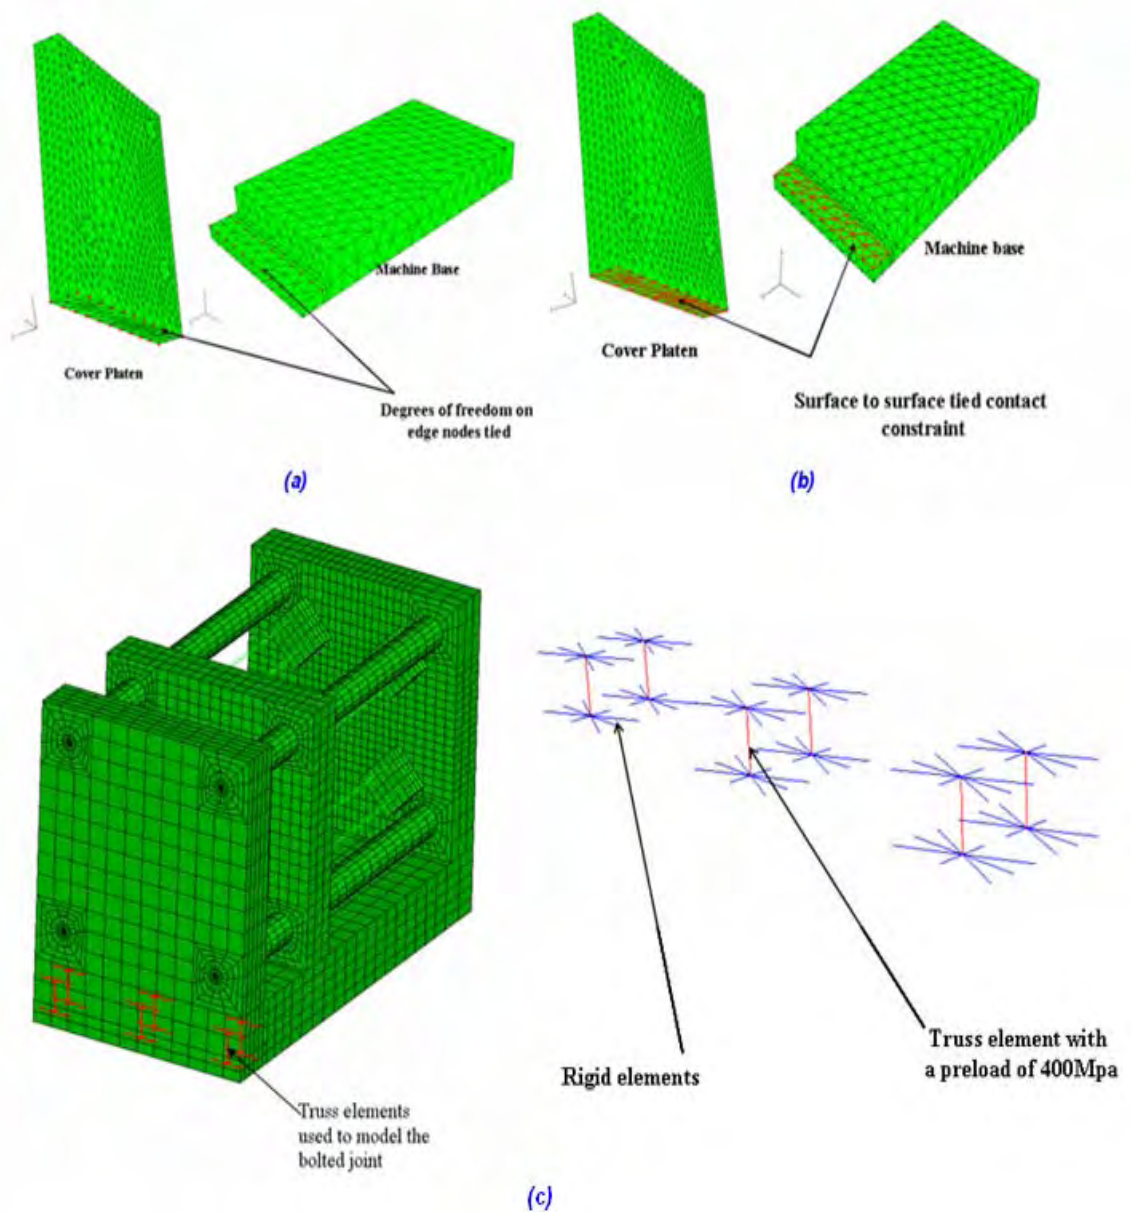 Machine Base
Cover Platen
Degrees of freedom on
edge nodes tied
(a)
Machine base
Cover Platen
Surface to surface tied contact
constraint
(b)
Truss elements
used to model the
bolted joint
Rigid elements
Truss element with
a preload of 400Mpa
(c)